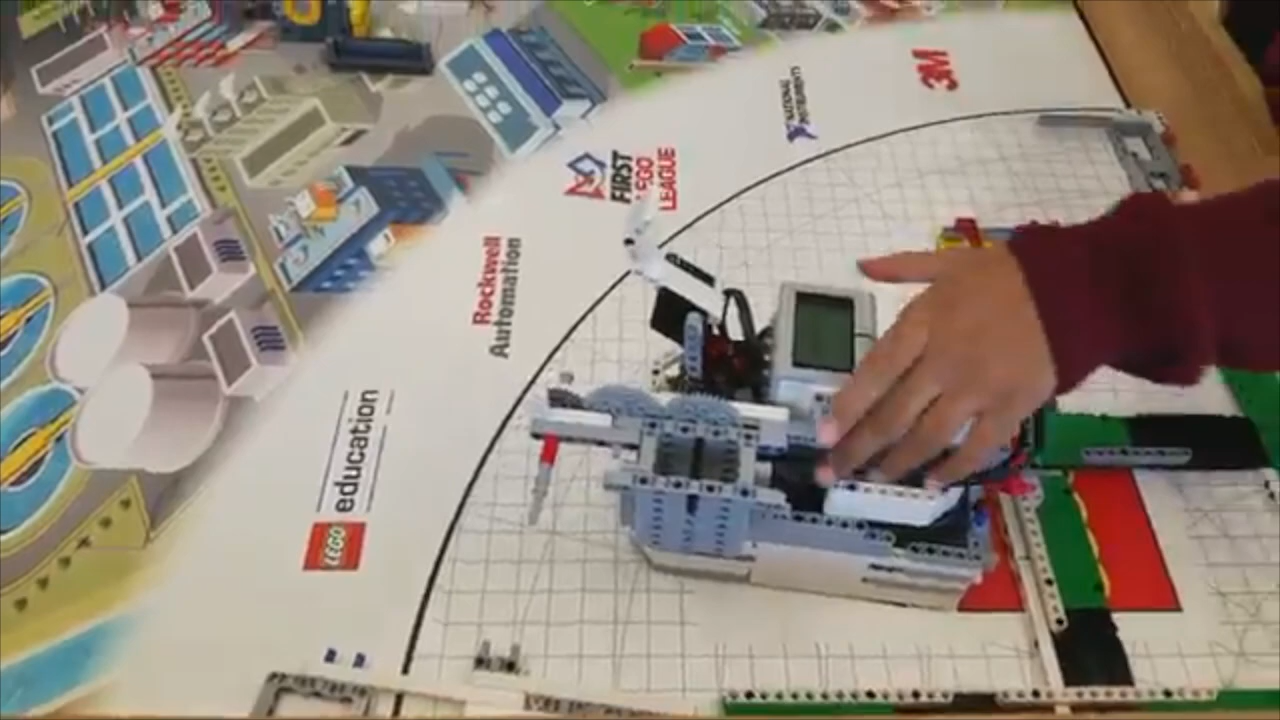 3M
NATIONAL
INSTRUMENTS
FIRST
LEGO
LEAGUE
Rockwell
Automation
education
LEGO